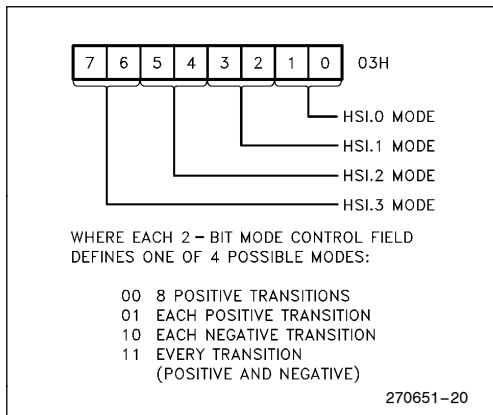 7 6 5 4 3 2 1 0 03H
HSI.0 MODE
HSI.1 MODE
HSI.2 MODE
HSI.3 MODE
WHERE EACH 2-BIT MODE CONTROL FIELD
DEFINES ONE OF 4 POSSIBLE MODES:
00 8 POSITIVE TRANSITIONS
01 EACH POSITIVE TRANSITION
10 EACH NEGATIVE TRANSITION
11 EVERY TRANSITION
(POSITIVE AND NEGATIVE)
270651-20